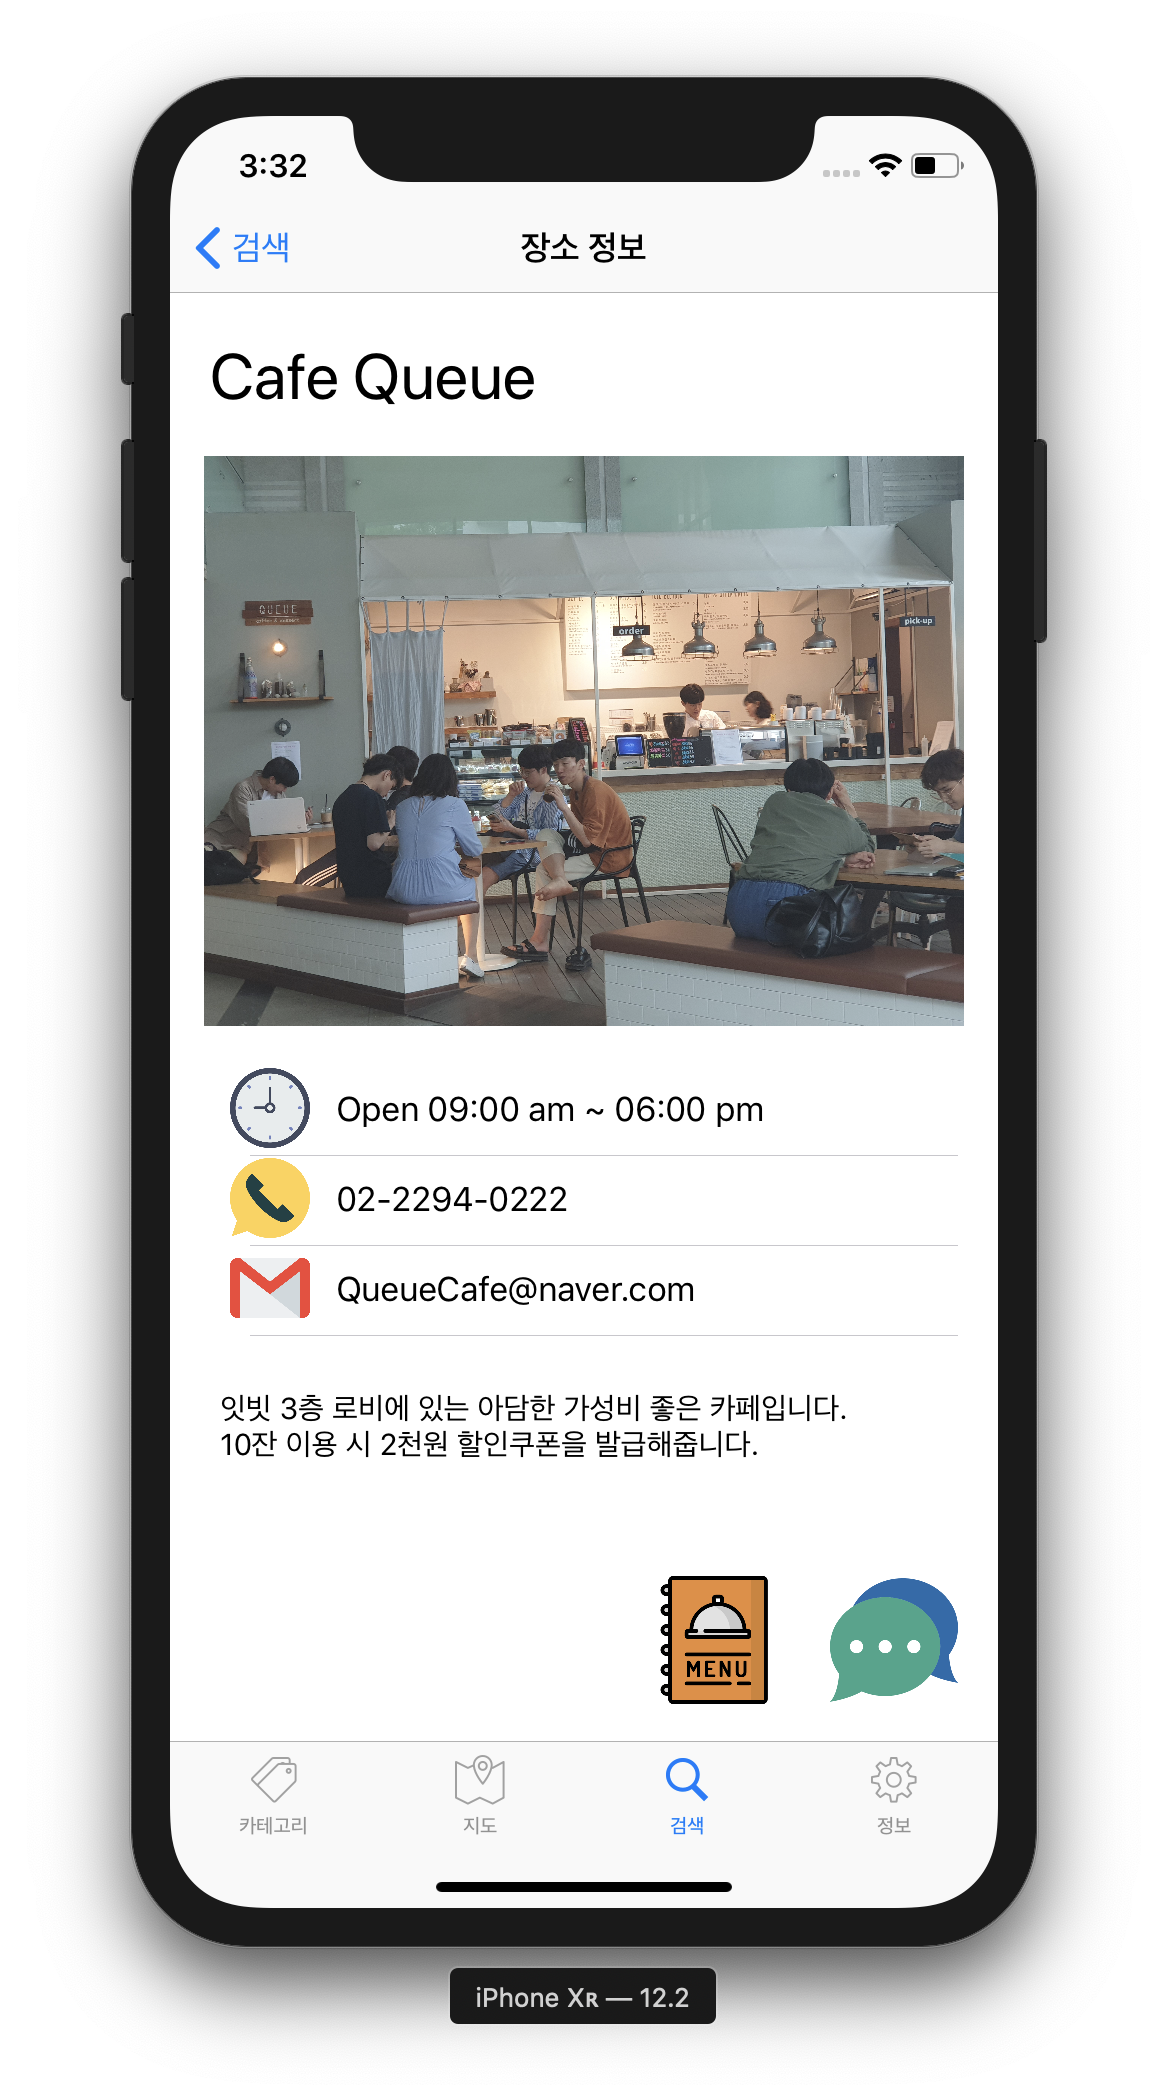 3:32
검색
장소 정보
Cafe Queue
QUEUE
order
pick-up
Open 09:00 am ~ 06:00 pm
02-2294-0222
QueueCafe@naver.com
잇빗 3층 로비에 있는 아담한 가성비 좋은 카페입니다.
10잔 이용 시 2천원 할인쿠폰을 발급해줍니다.
MENU
카테고리
지도
검색
정보
iPhone XR — 12.2